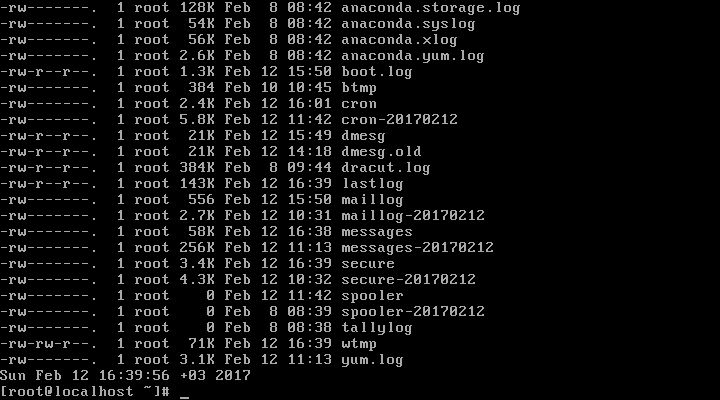 -rw-------.  1 root 128K Feb  8 08:42 anaconda.storage.log
-rw-------.  1 root  54K Feb  8 08:42 anaconda.syslog
-rw-------.  1 root  56K Feb  8 08:42 anaconda.xlog
-rw-------.  1 root 2.6K Feb  8 08:42 anaconda.yum.log
-rw-r--r--.  1 root 1.3K Feb 12 15:50 boot.log
-rw-------.  1 root  384 Feb 10 10:45 btmp
-rw-------.  1 root 2.4K Feb 12 16:01 cron
-rw-------.  1 root 5.8K Feb 12 11:42 cron-20170212
-rw-r--r--.  1 root  21K Feb 12 15:49 dmesg
-rw-r--r--.  1 root  21K Feb 12 14:18 dmesg.old
-rw-r--r--.  1 root 384K Feb  8 09:44 dracut.log
-rw-r--r--.  1 root 143K Feb 12 16:39 lastlog
-rw-------.  1 root  556 Feb 12 15:50 maillog
-rw-------.  1 root 2.7K Feb 12 10:31 maillog-20170212
-rw-------.  1 root  58K Feb 12 16:38 messages
-rw-------.  1 root 256K Feb 12 11:13 messages-20170212
-rw-------.  1 root 3.4K Feb 12 16:39 secure
-rw-------.  1 root 4.3K Feb 12 10:32 secure-20170212
-rw-------.  1 root    0 Feb 12 11:42 spooler
-rw-------.  1 root    0 Feb  8 08:39 spooler-20170212
-rw-------.  1 root    0 Feb  8 08:38 tallylog
-rw-rw-r--.  1 root  71K Feb 12 16:39 wtmp
-rw-------.  1 root 3.1K Feb 12 11:13 yum.log
Sun Feb 12 16:39:56 +03 2017
[root@localhost ~]# _